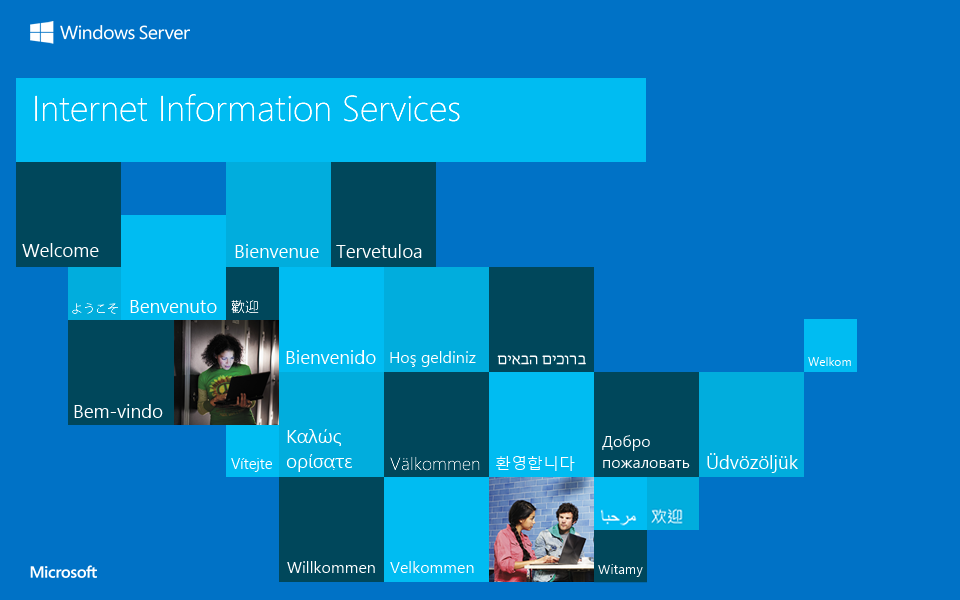 Windows Server
Internet Information Services
Welcome
Bienvenue
Tervetuloa
ようこそ
Benvenuto
歡迎
Bienvenido
Hoş geldiniz
ברוכים הבאים
Welkom
Bem-vindo
Vítejte
Καλώς
ορίσατε
Välkommen
환영합니다
Добро
пожаловать
Üdvözöljük
مرحبا
欢迎
Willkommen
Velkommen
Witamy
Microsoft